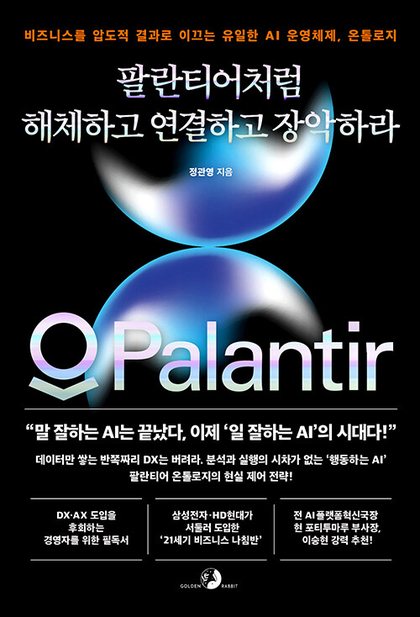 비즈니스를 압도적 결과로 이끄는 유일한 AI 운영체제, 온톨로지
팔란티어처럼
해체하고 연결하고 장악하라
정관영 지음
Palantir
“말 잘하는 AI는 끝났다, 이제 ‘일 잘하는 AI’의 시대다!”
데이터만 쌓는 반쪽짜리 DX는 버려라. 분석과 실행의 시차가 없는 ‘행동하는 AI’
팔란티어 온톨로지의 현실 제어 전략!
DX·AX 도입을
후회하는
경영자를 위한 필독서
삼성전자·HD현대가
서둘러 도입한
‘21세기 비즈니스 나침반’
전 AI플랫폼혁신국장
현 포티투마루 부사장,
이승현 강력 추천!
GOLDEN RABBIT